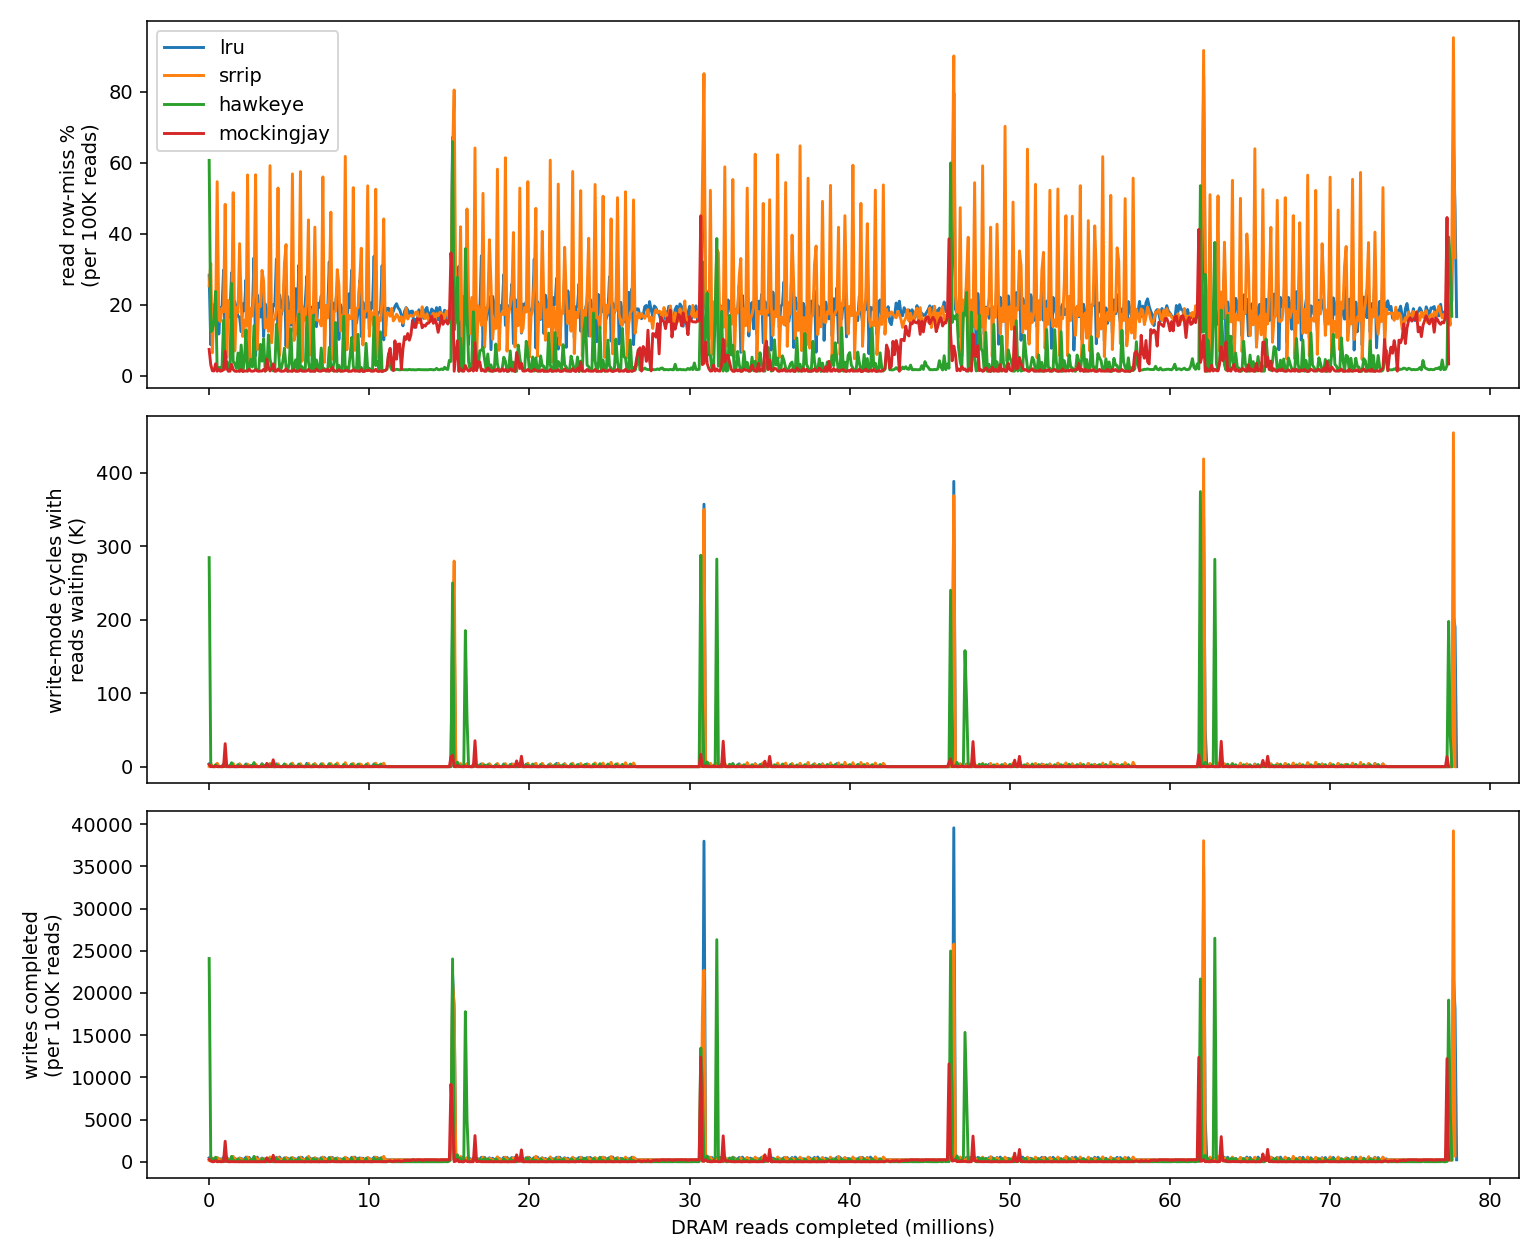 lru
srrip
hawkeye
mockingjay
read row-miss %
(per 100K reads)
80
60
40
20
0
write-mode cycles with
reads waiting (K)
400
300
200
100
0
writes completed
(per 100K reads)
40000
35000
30000
25000
20000
15000
10000
5000
0
0 10 20 30 40 50 60 70 80
DRAM reads completed (millions)